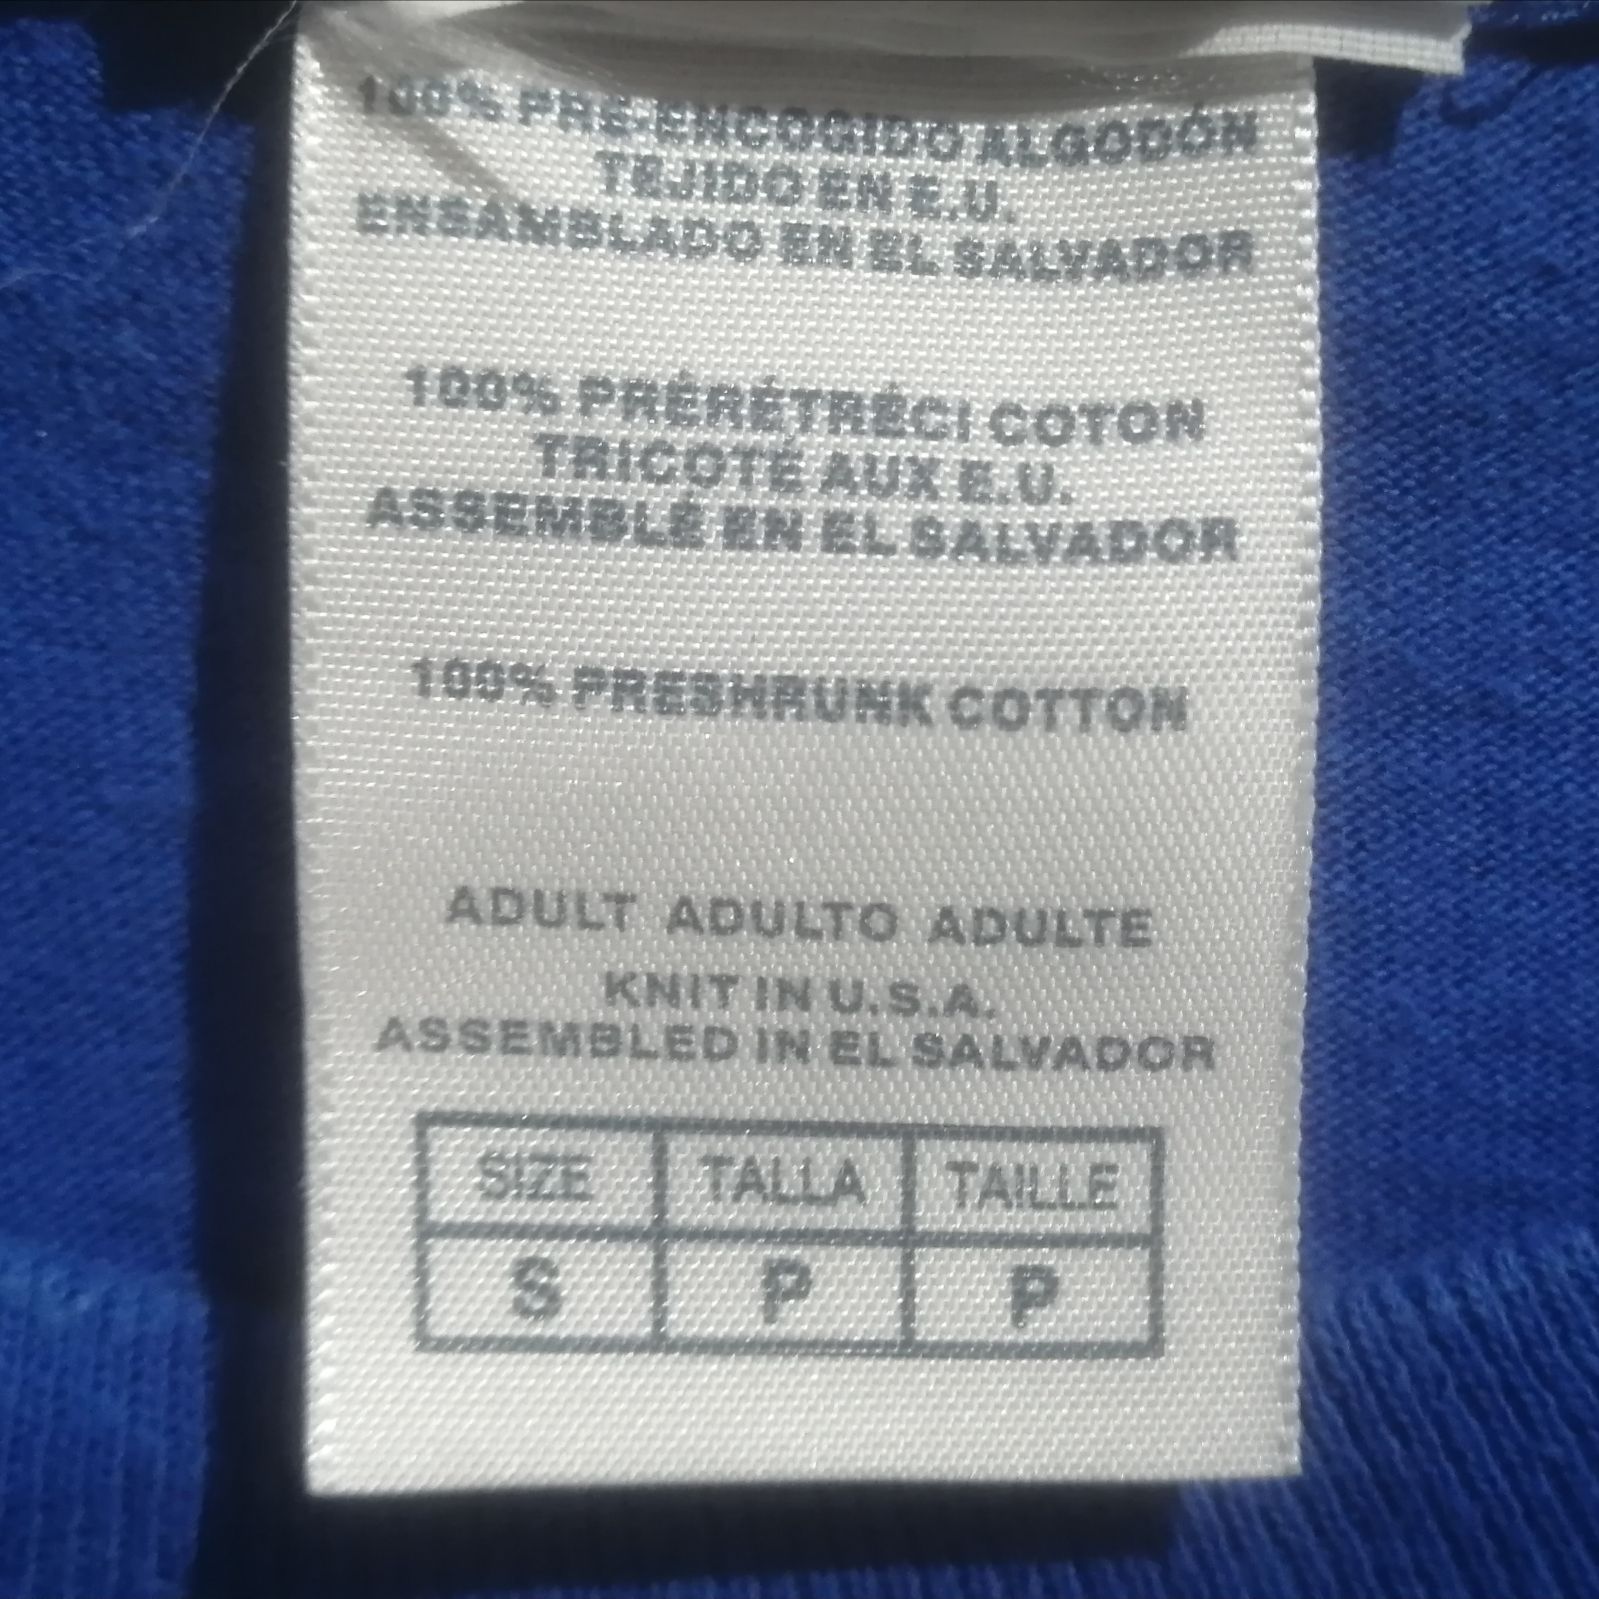 100% PRE-ENCOGIDO ALGODÓN
TEJIDO EN E.U.
ENSAMBLADO EN EL SALVADOR
100% PRÉRÉTRÉCI COTON
TRICOTÉ AUX E.U.
ASSEMBLÉ EN EL SALVADOR
100% PRESHRUNK COTTON
ADULT ADULTO ADULTE
KNIT IN U.S.A.
ASSEMBLED IN EL SALVADOR
SIZE TALLA TAILLE
S P P